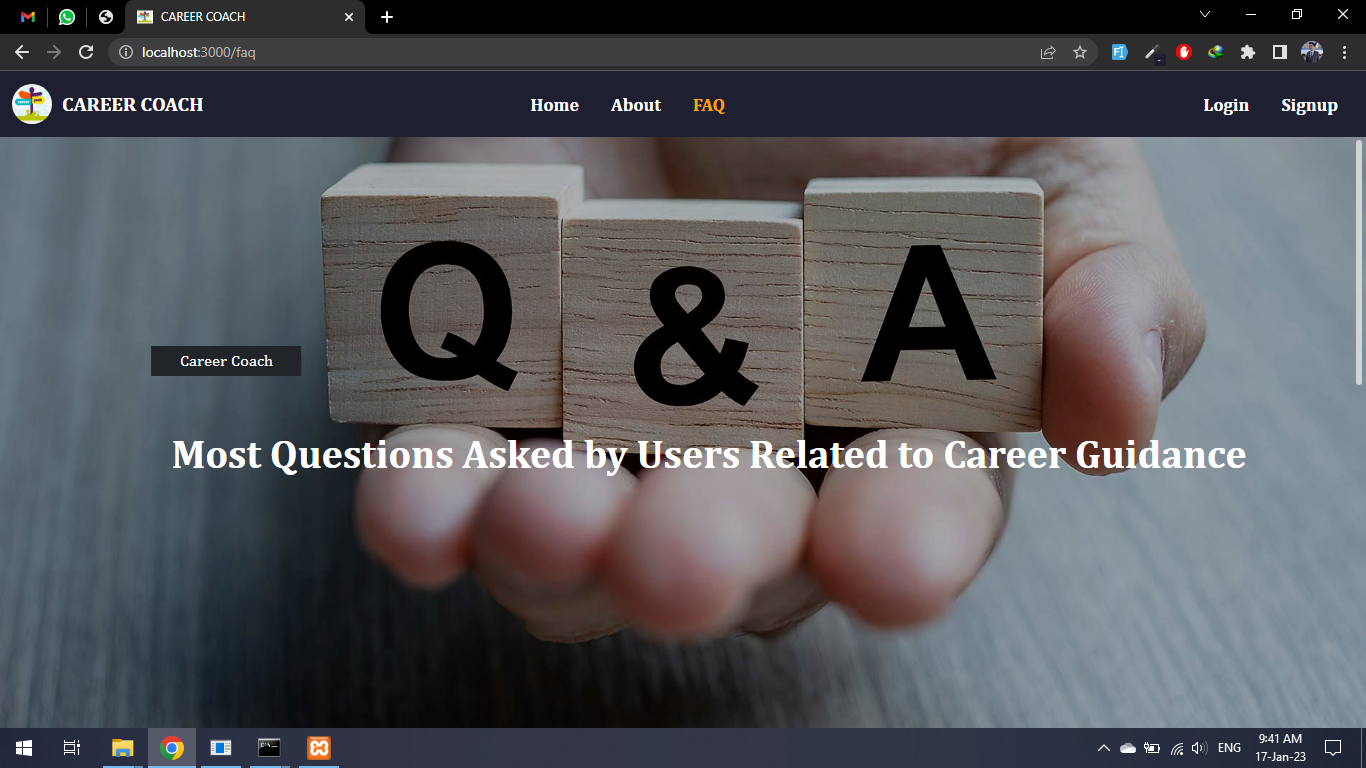 CAREER COACH
localhost:3000/faq
CAREER COACH
Home
About
FAQ
Login
Signup
Q & A
Career Coach
Most Questions Asked by Users Related to Career Guidance
ENG
9:41 AM
17-Jan-23